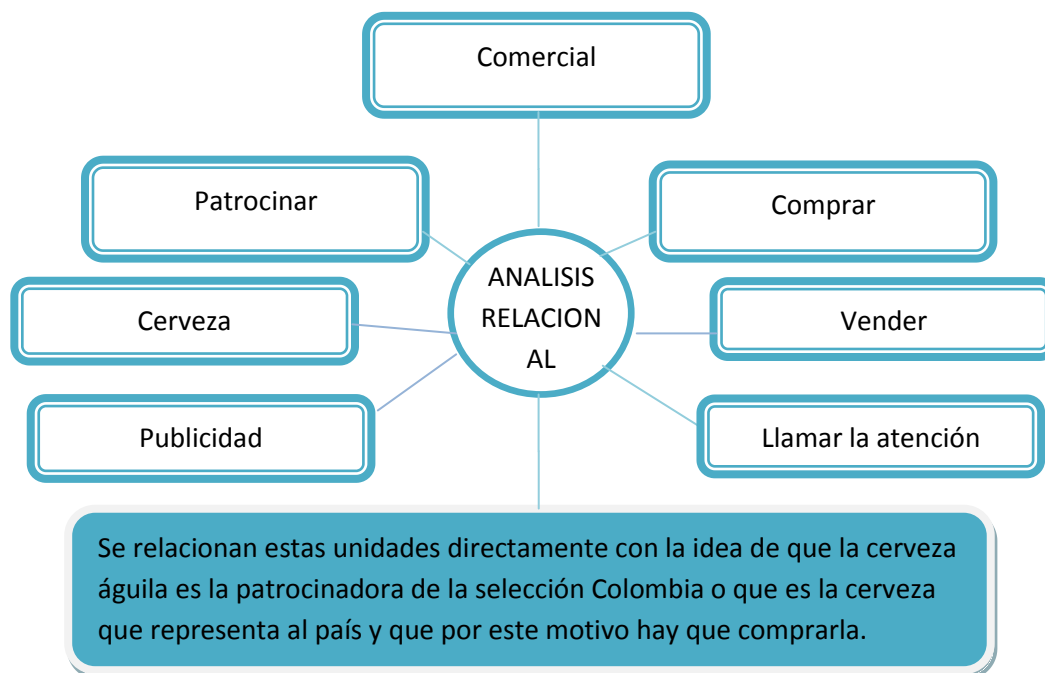 Comercial
Patrocinar
Comprar
ANALISIS
RELACION
AL
Cerveza
Vender
Publicidad
Llamar la atención
Se relacionan estas unidades directamente con la idea de que la cerveza
águila es la patrocinadora de la selección Colombia o que es la cerveza
que representa al país y que por este motivo hay que comprarla.